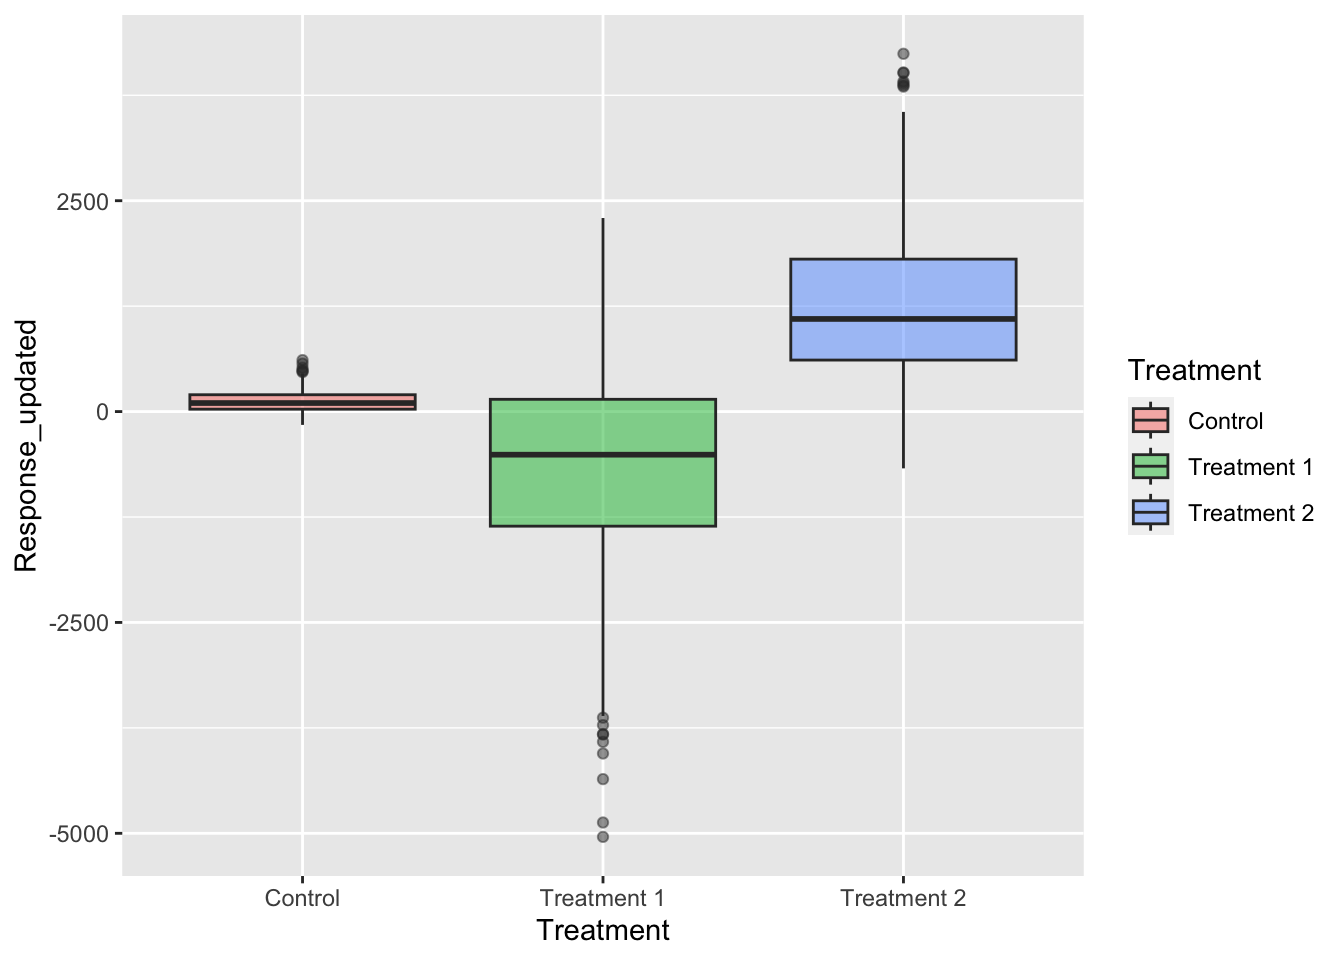 Response_updated
2500
0
-2500
-5000
Control
Treatment 1
Treatment 2
Treatment
Treatment
Control
Treatment 1
Treatment 2